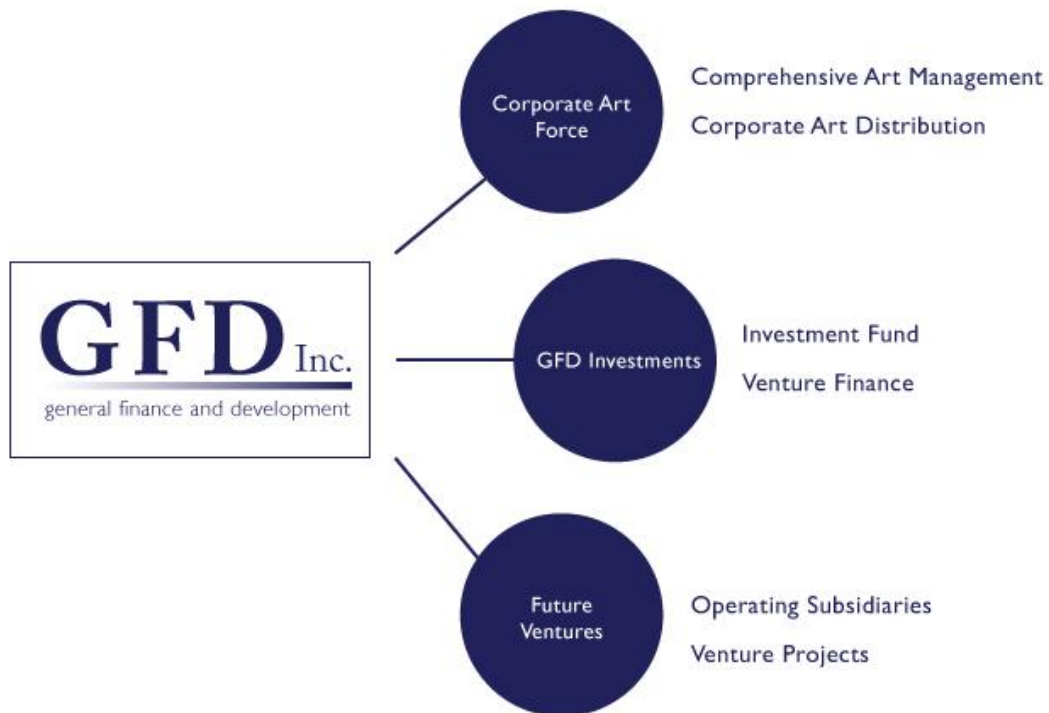 Corporate Art
Force
Comprehensive Art Management
Corporate Art Distribution
GFD Inc.
general finance and development
GFD Investments
Investment Fund
Venture Finance
Future
Ventures
Operating Subsidiaries
Venture Projects